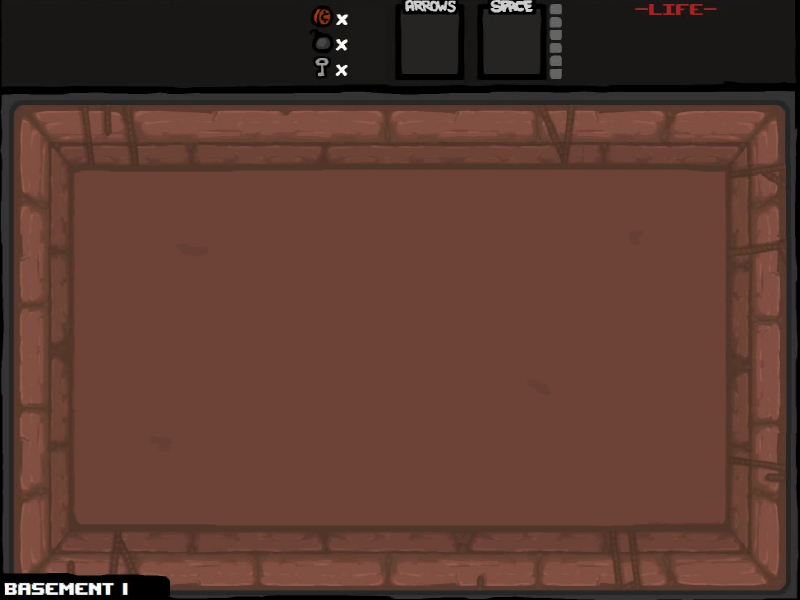 ARROWS
SPACE
-LIFE-
x
x
x
BASEMENT I